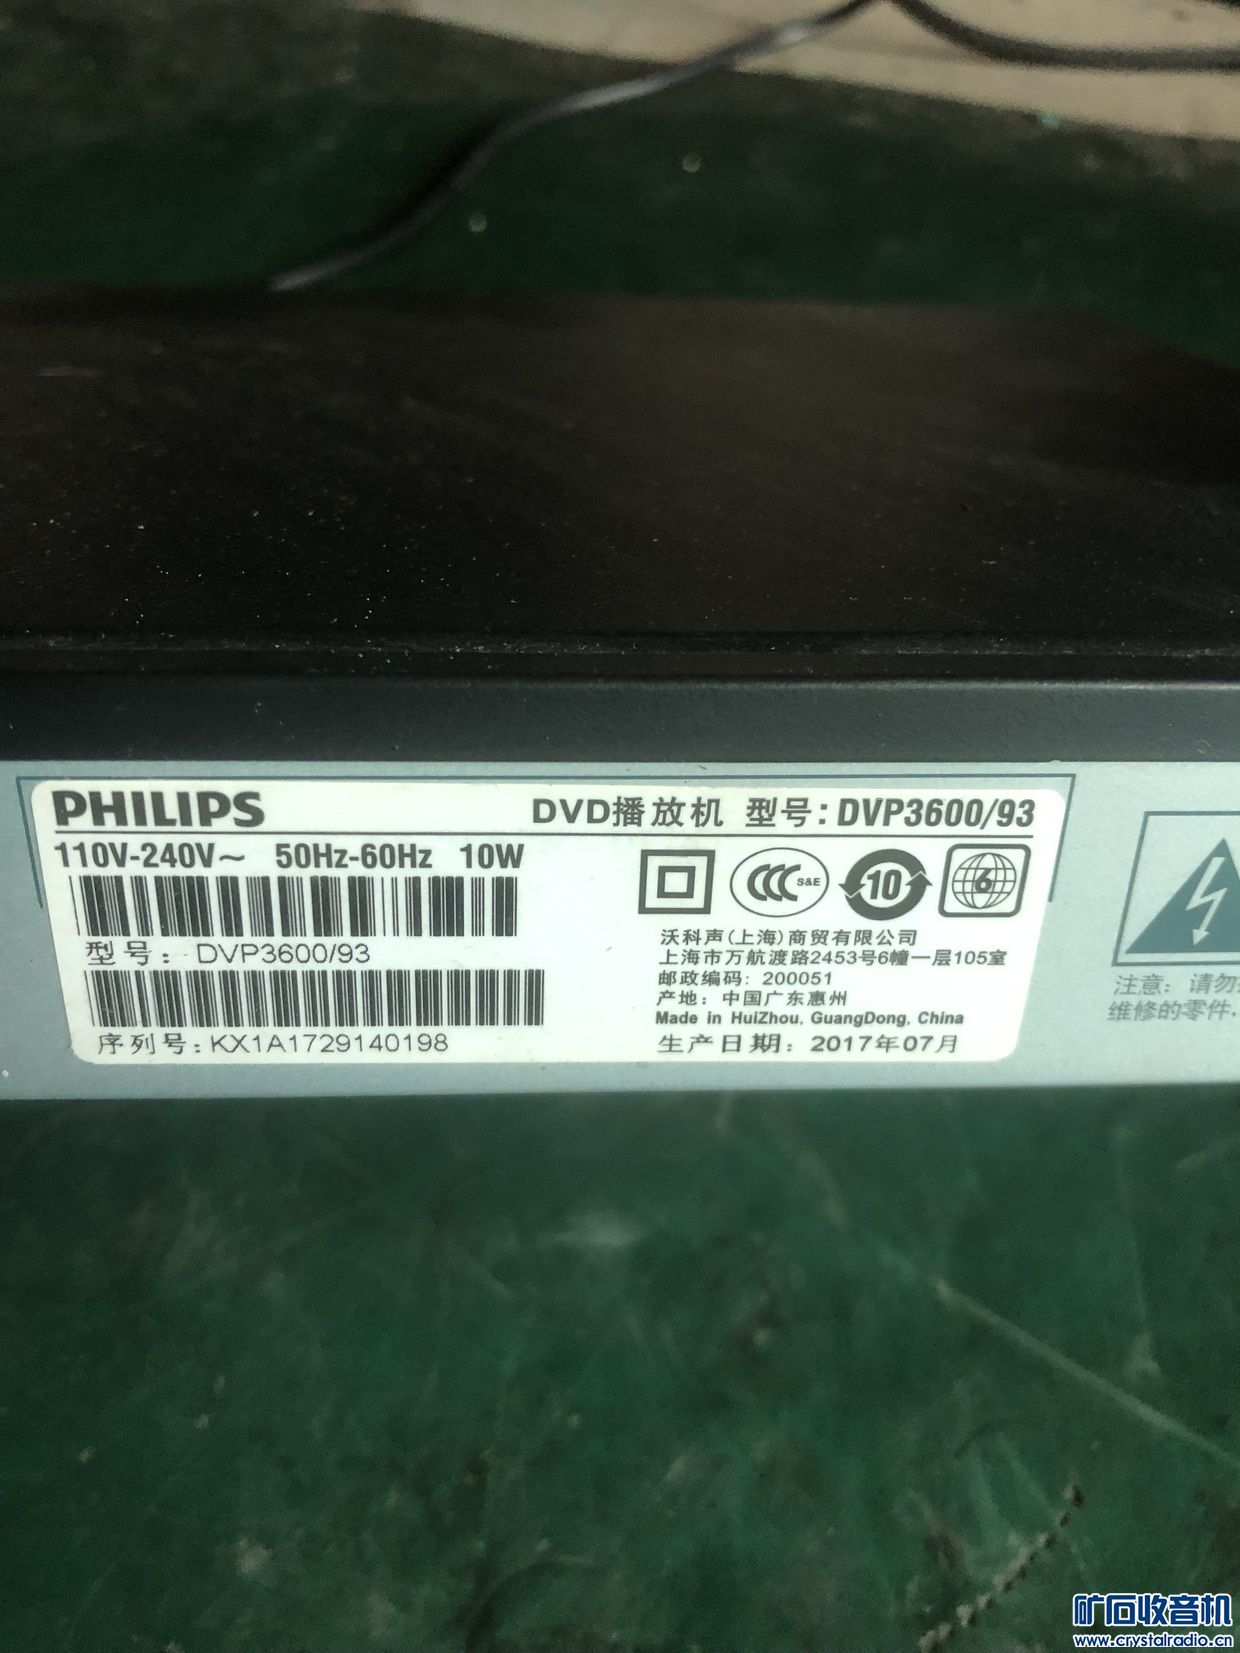 PHILIPS
DVD播放机 型号: DVP3600/93
110V-240V~ 50Hz-60Hz 10W
型号: DVP3600/93
序列号: KX1A1729140198
S&E
10
6
沃科声(上海)商贸有限公司
上海市万航渡路2453号6幢一层105室
邮政编码: 200051
产地: 中国广东惠州
Made in HuiZhou, GuangDong, China
生产日期: 2017年07月
注意: 请勿
维修的零件.
矿石收音机
www.crystalradio.cn